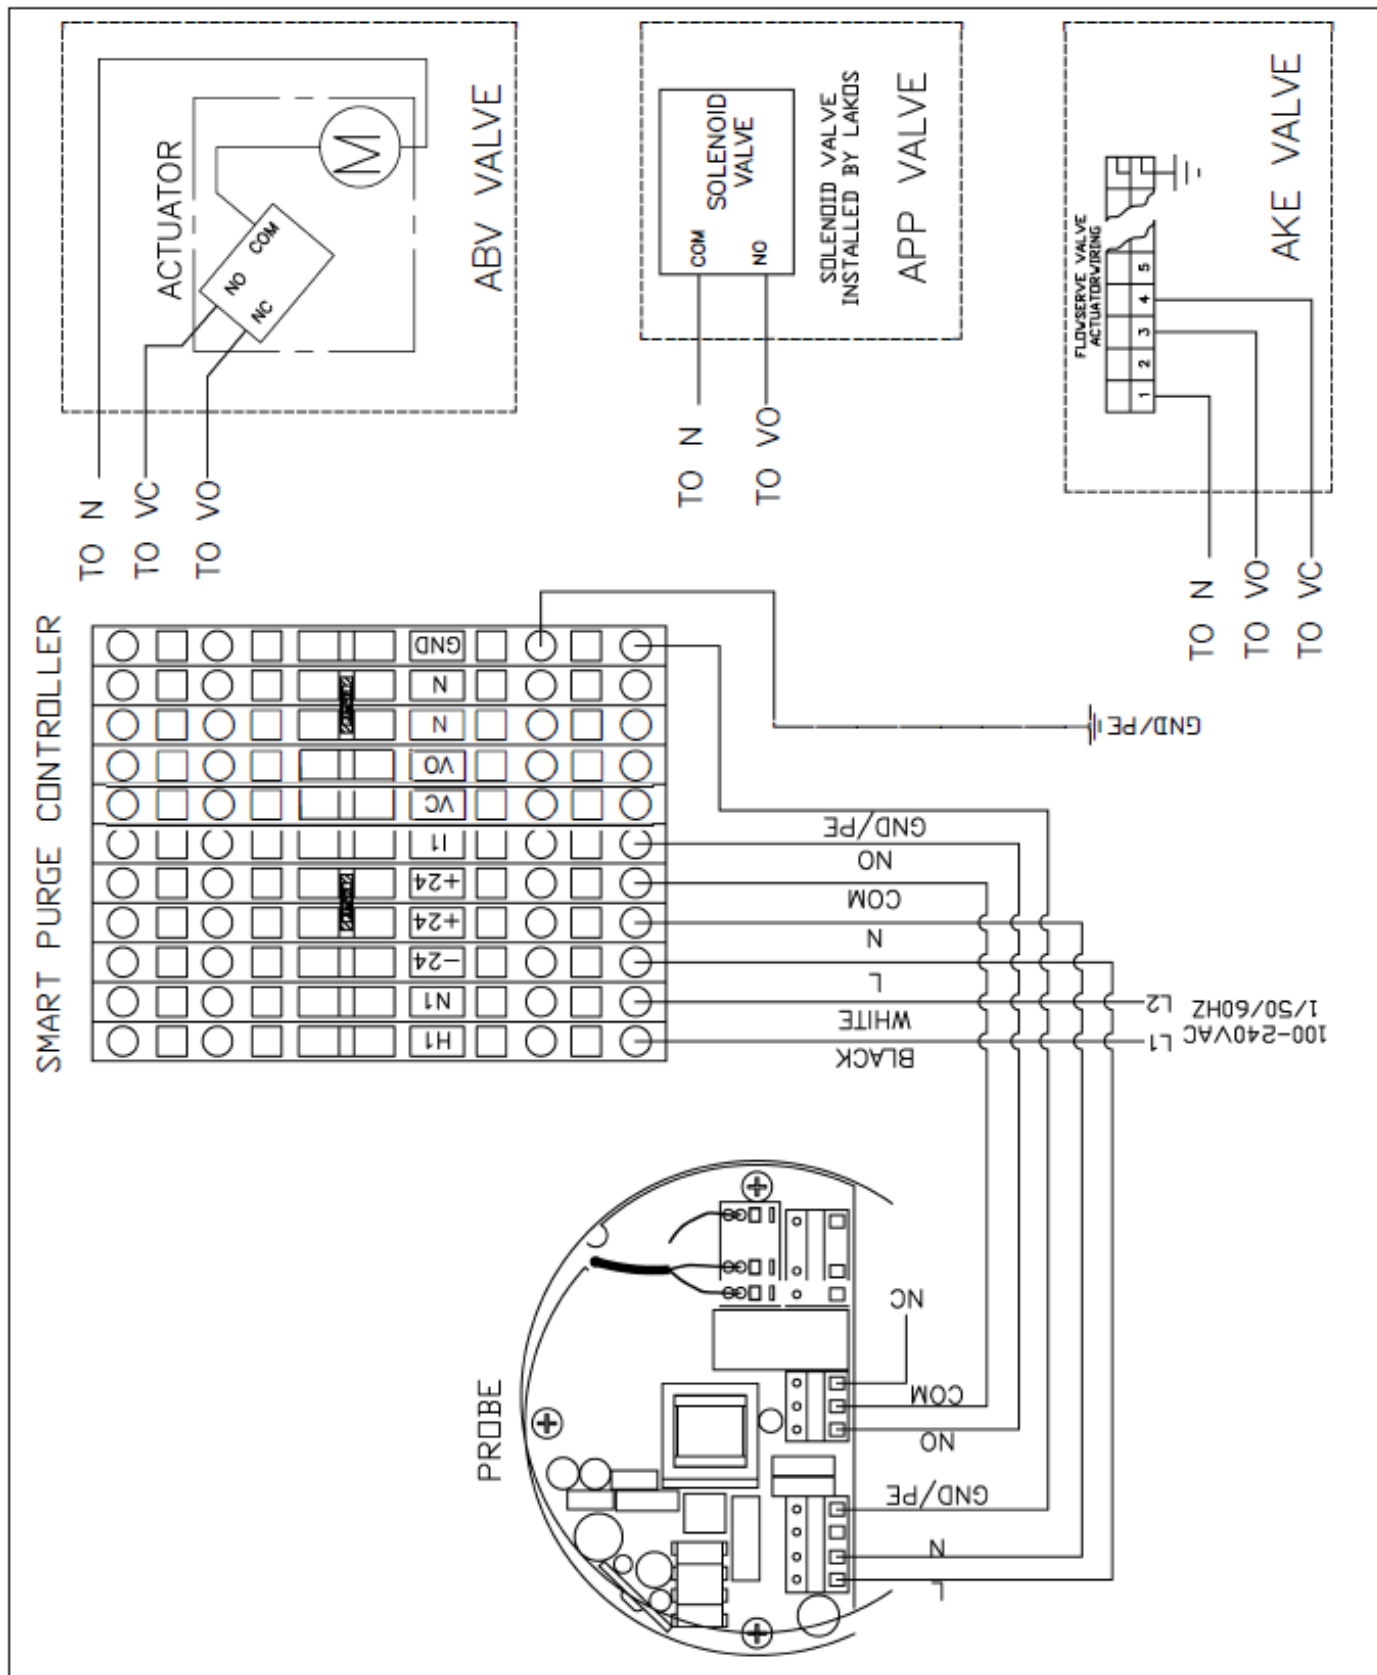 ACTUATOR
COM
NO
NC
M
ABV VALVE
TO N
TO VC
TO VO
SOLENOID
VALVE
COM
NO
SOLENOID VALVE
INSTALLED BY LAKOS
APP VALVE
TO N
TO VO
FLOWSERVE VALVE
ACTUATORWIRING
1
2
3
4
5
AKE VALVE
TO N
TO VO
TO VC
SMART PURGE CONTROLLER
GND
N
N
VO
VC
I1
+24
+24
-24
N1
H1
GND/PE
GND/PE
NO
COM
N
L
WHITE
BLACK
L2
L1
100-240VAC
1/50/60HZ
PROBE
NC
COM
NO
GND/PE
N
L